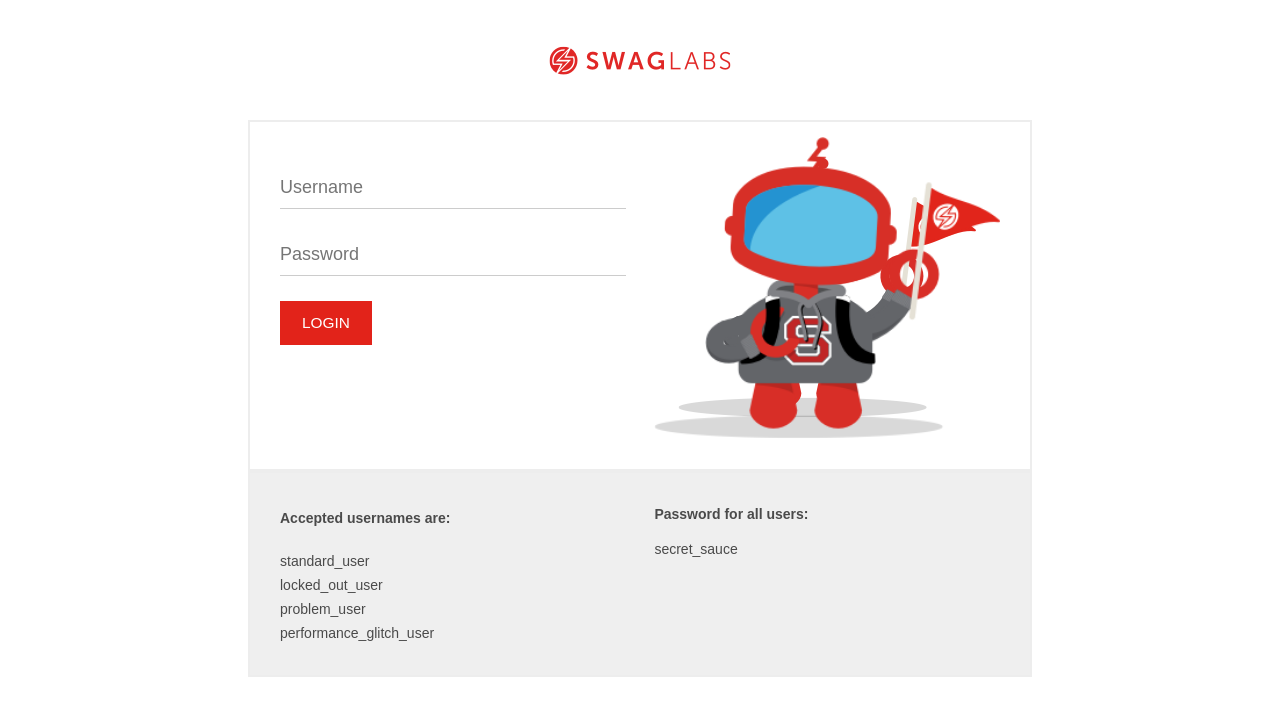 SWAGLABS
Username
Password
LOGIN
S
Accepted usernames are:
standard_user
locked_out_user
problem_user
performance_glitch_user
Password for all users:
secret_sauce